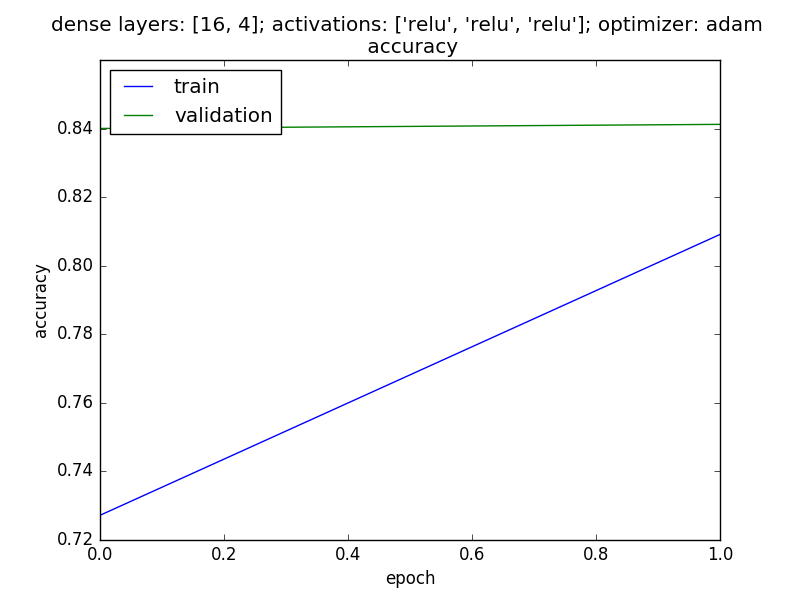 dense layers: [16, 4]; activations: ['relu', 'relu', 'relu']; optimizer: adam
accuracy
train
validation
0.84
0.82
0.80
0.78
0.76
0.74
0.72
accuracy
0.0
0.2
0.4
0.6
0.8
1.0
epoch